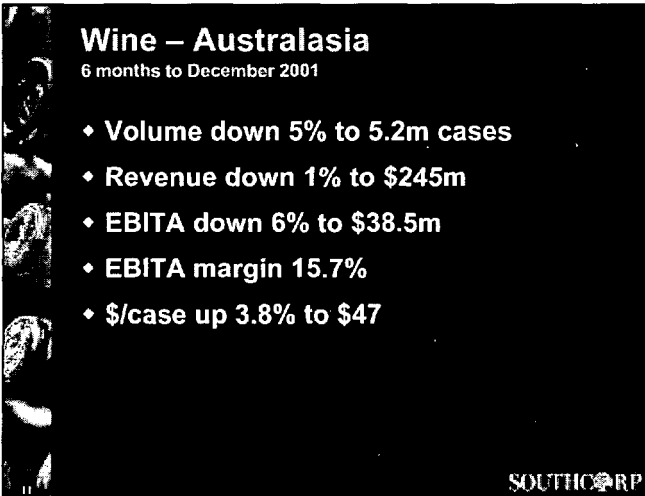 Wine – Australasia
6 months to December 2001
◆ Volume down 5% to 5.2m cases
◆ Revenue down 1% to $245m
◆ EBITA down 6% to $38.5m
◆ EBITA margin 15.7%
◆ $/case up 3.8% to $47
11
SOUTHCORP